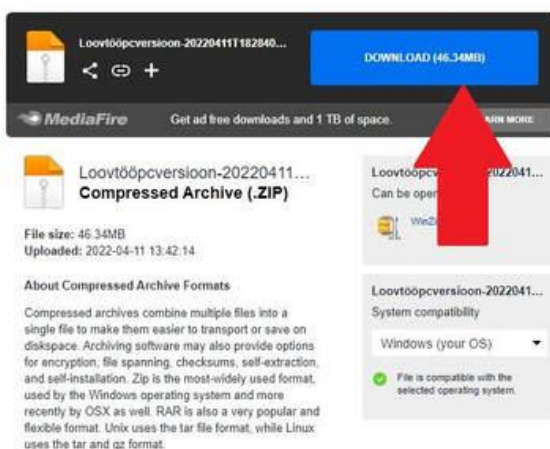 Loovtööpcversioon-20220411T182840...
DOWNLOAD (46.34MB)
MediaFire
Get ad free downloads and 1 TB of space.
MORE
Loovtööpcversioon-20220411...
Compressed Archive (.ZIP)
File size: 46.34MB
Uploaded: 2022-04-11 13:42:14
About Compressed Archive Formats
Compressed archives combine multiple files into a
single file to make them easier to transport or save on
diskspace. Archiving software may also provide options
for encryption, file spanning, checksums, self-extraction,
and self-installation. Zip is the most-widely used format,
used by the Windows operating system and more
recently by OSX as well. RAR is also a very popular and
flexible format. Unix uses the tar file format, while Linux
uses the tar and gz format.
Can be
Loovtööpcversioon-2022041...
System compatibility
Windows (your OS)
File is compatible with the
selected operating system.